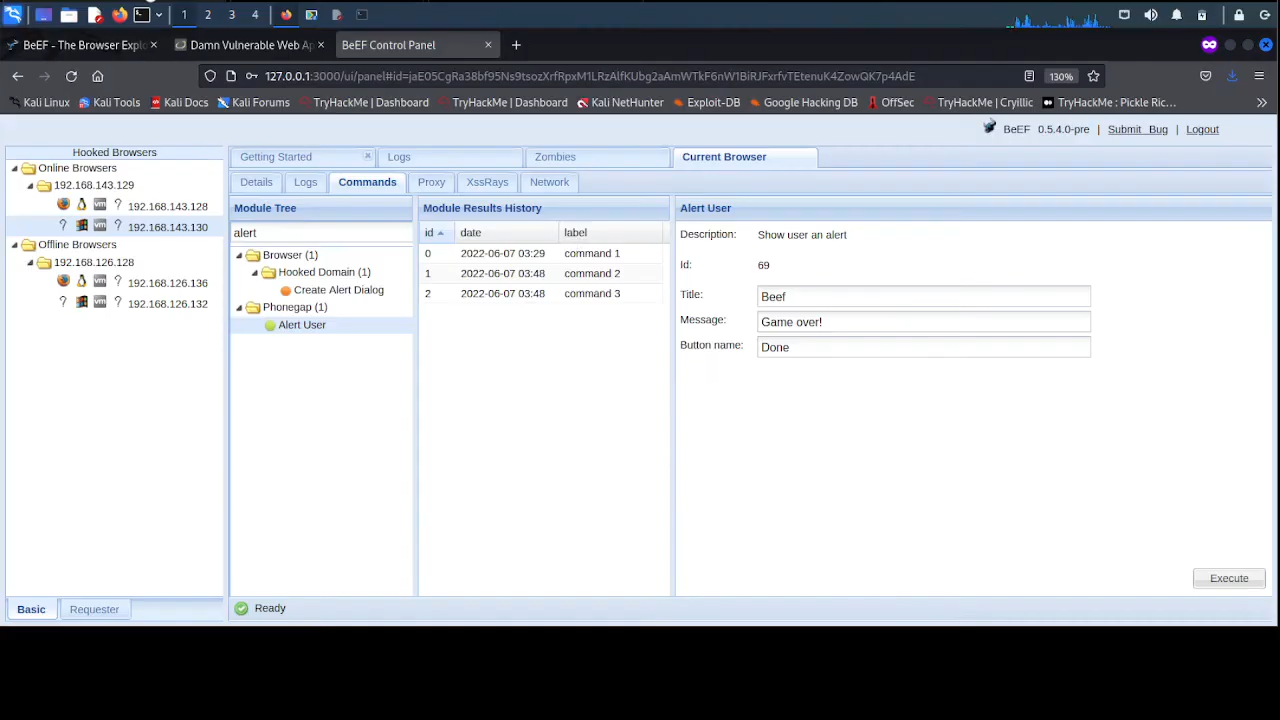 1 2 3 4
BeEF - The Browser Explo
Damn Vulnerable Web Ap
BeEF Control Panel
127.0.0.1:3000/ui/panel#id=jaE05CgRa38bf95Ns9tsozXrfRpxM1LRzAlfKUbg2aAmWTkF6nW1BiRJFxrfvTEtenuK4ZowQK7p4AdE
130%
Kali Linux
Kali Tools
Kali Docs
Kali Forums
TryHackMe | Dashboard
TryHackMe | Dashboard
Kali NetHunter
Exploit-DB
Google Hacking DB
OffSec
TryHackMe | Cryillic
TryHackMe : Pickle Ric...
BeEF 0.5.4.0-pre | Submit Bug | Logout
Hooked Browsers
Online Browsers
192.168.143.129
? 192.168.143.128
? vm ? 192.168.143.130
Offline Browsers
192.168.126.128
? 192.168.126.136
? vm ? 192.168.126.132
Basic
Requester
Getting Started
Logs
Zombies
Current Browser
Details
Logs
Commands
Proxy
XssRays
Network
Module Tree
alert
Browser (1)
Hooked Domain (1)
Create Alert Dialog
Phonegap (1)
Alert User
Module Results History
id date label
0 2022-06-07 03:29 command 1
1 2022-06-07 03:48 command 2
2 2022-06-07 03:48 command 3
Alert User
Description: Show user an alert
Id: 69
Title: Beef
Message: Game over!
Button name: Done
Execute
Ready